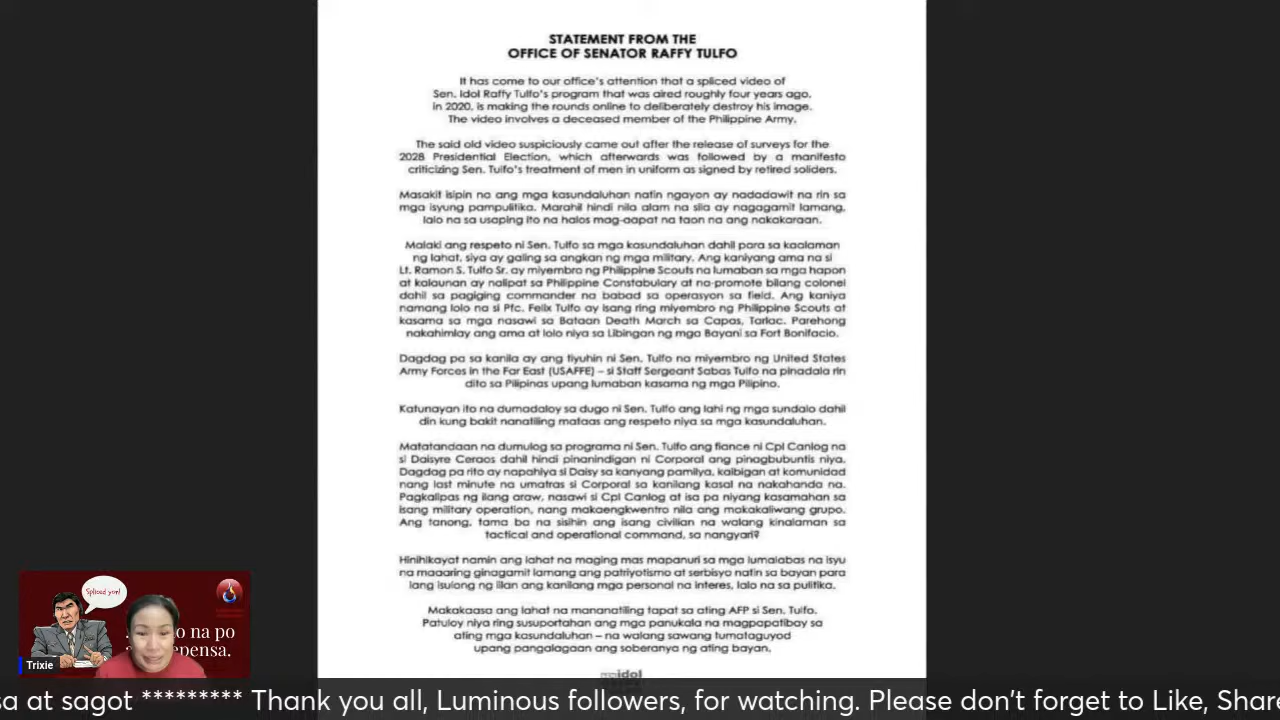 STATEMENT FROM THE
OFFICE OF SENATOR RAFFY TULFO
It has come to our office's attention that a spliced video of
Sen. Idol Raffy Tulfo's program that was aired roughly four years ago,
in 2020, is making the rounds online to deliberately destroy his image.
The video involves a deceased member of the Philippine Army.
The said old video suspiciously came out after the release of surveys for the
2028 Presidential Election, which afterwards was followed by a manifesto
criticizing Sen. Tulfo's treatment of men in uniform as signed by retired soliders.
Masakit isipin na ang mga kasundaluhan natin ngayon ay nadadawit na rin sa
mga isyung pampulitika. Marahil hindi nila alam na sila ay nagagamit lamang,
lalo na sa usaping ito na halos mag-aapat na taon na ang nakakaraan.
Malaki ang respeto ni Sen. Tulfo sa mga kasundaluhan dahil para sa kaalaman
ng lahat, siya ay galing sa angkan ng mga military. Ang kaniyang ama na si
Lt. Ramon S. Tulfo Sr. ay miyembro ng Philippine Scouts na lumaban sa mga hapon
at kalaunan ay nalipat sa Philippine Constabulary at na-promote bilang colonel
dahil sa pagiging commander na babad sa operasyon sa field. Ang kaniya
namang lolo na si Pfc. Felix Tulfo ay isang ring miyembro ng Philippine Scouts at
kasama sa mga nasawi sa Bataan Death March sa Capas, Tarlac. Parehong
nakahimlay ang ama at lolo niya sa Libingan ng mga Bayani sa Fort Bonifacio.
Dagdag pa sa kanila ay ang tiyuhin ni Sen. Tulfo na miyembro ng United States
Army Forces in the Far East (USAFFE) – si Staff Sergeant Sabas Tulfo na pinadala rin
dito sa Pilipinas upang lumaban kasama ng mga Pilipino.
Katunayan ito na dumadaloy sa dugo ni Sen. Tulfo ang lahi ng mga sundalo dahil
din kung bakit nanatiling mataas ang respeto niya sa mga kasundaluhan.
Matatandaan na dumulog sa programa ni Sen. Tulfo ang fiance ni Cpl Canlog na
si Daisyre Ceraos dahil hindi pinanindigan ni Corporal ang pinagbubuntis niya.
Dagdag pa rito ay napahiya si Daisy sa kanyang pamilya, kaibigan at komunidad
nang last minute na umatras si Corporal sa kanilang kasal na nakahanda na.
Pagkalipas ng ilang araw, nasawi si Cpl Canlog at isa pa niyang kasamahan sa
isang military operation, nang makaengkwentro nila ang makakaliwang grupo.
Ang tanong, tama ba na sisihin ang isang civilian na walang kinalaman sa
tactical and operational command, sa nangyari?
Hinihikayat namin ang lahat na maging mas mapanuri sa mga lumalabas na isyu
na maaaring ginagamit lamang ang patriyotismo at serbisyo natin sa bayan para
lang isulong ng iilan ang kanilang mga personal na interes, lalo na sa pulitika.
Makakaasa ang lahat na mananatiling tapat sa ating AFP si Sen. Tulfo.
Patuloy niya ring susuportahan ang mga panukala na magpapatibay sa
ating mga kasundaluhan – na walang sawang tumataguyod
upang pangalagaan ang soberanya ng ating bayan.
idol
Spliced yan!
na po
epensa.
Trixie
sa at sagot ********* Thank you all, Luminous followers, for watching. Please don't forget to Like, Share